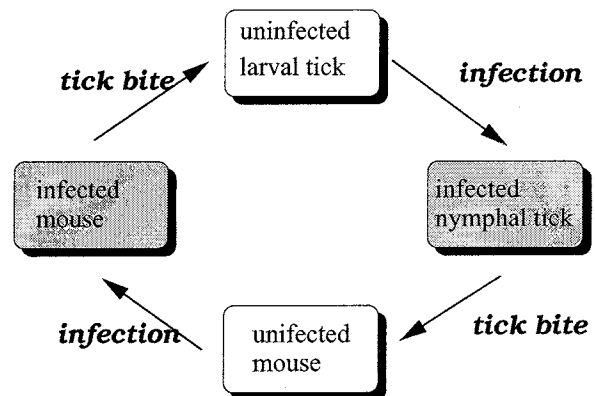 uninfected
larval tick
tick bite
infection
infected
mouse
infected
nymphal tick
infection
unifected
mouse
tick bite